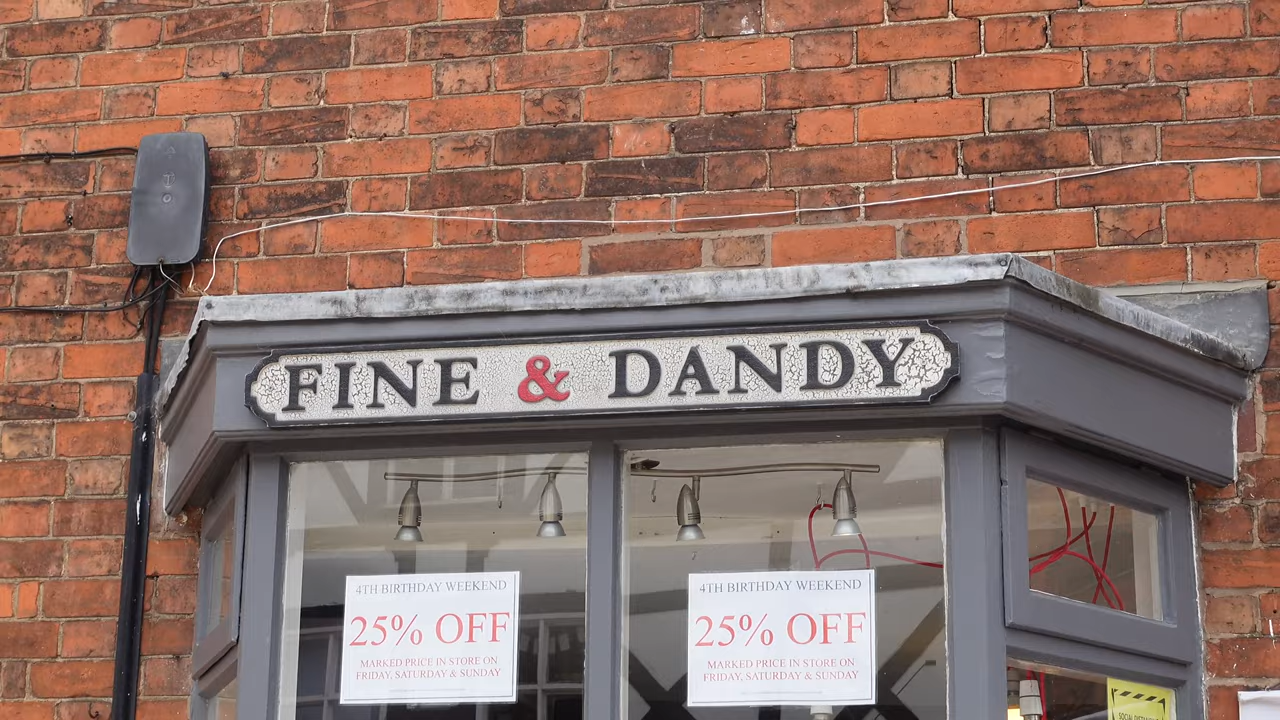 FINE & DANDY
4TH BIRTHDAY WEEKEND
25% OFF
MARKED PRICE IN STORE ON
FRIDAY, SATURDAY & SUNDAY
4TH BIRTHDAY WEEKEND
25% OFF
MARKED PRICE IN STORE ON
FRIDAY, SATURDAY & SUNDAY